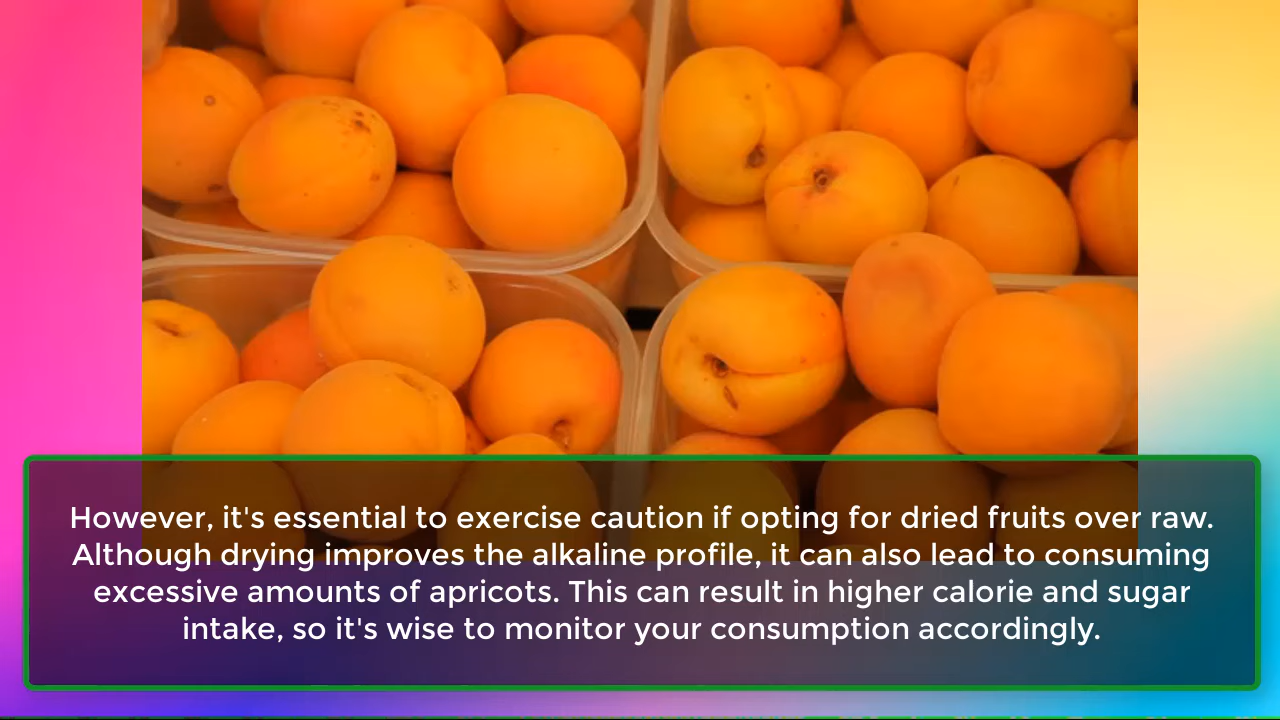 However, it's essential to exercise caution if opting for dried fruits over raw.
Although drying improves the alkaline profile, it can also lead to consuming
excessive amounts of apricots. This can result in higher calorie and sugar
intake, so it's wise to monitor your consumption accordingly.